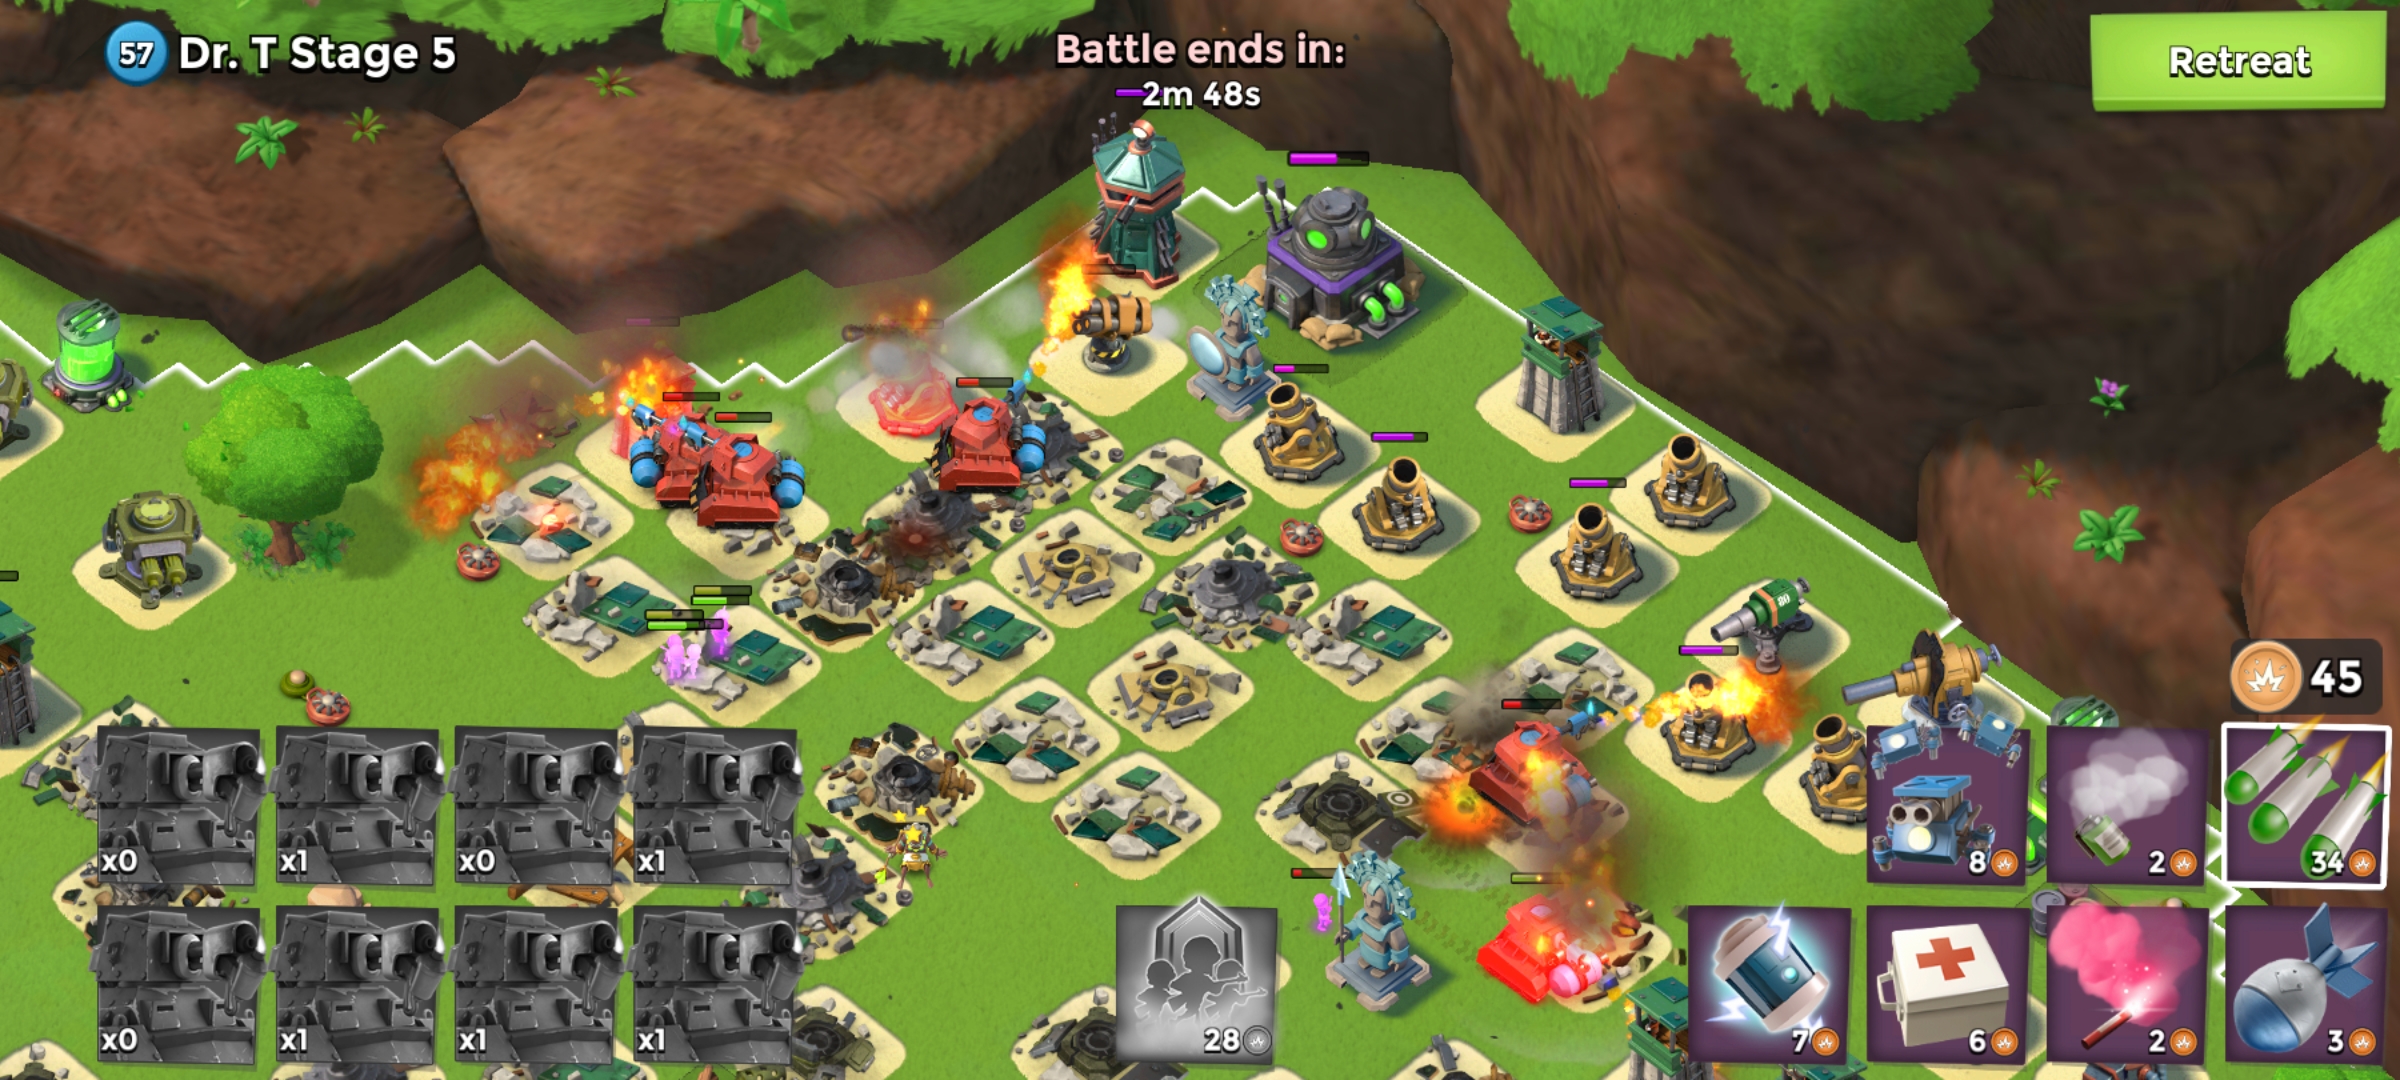 57 Dr. T Stage 5
Battle ends in:
2m 48s
Retreat
80
45
x0 x1 x0 x1
8 2 34
x0 x1 x1 x1
28
7 6 2 3